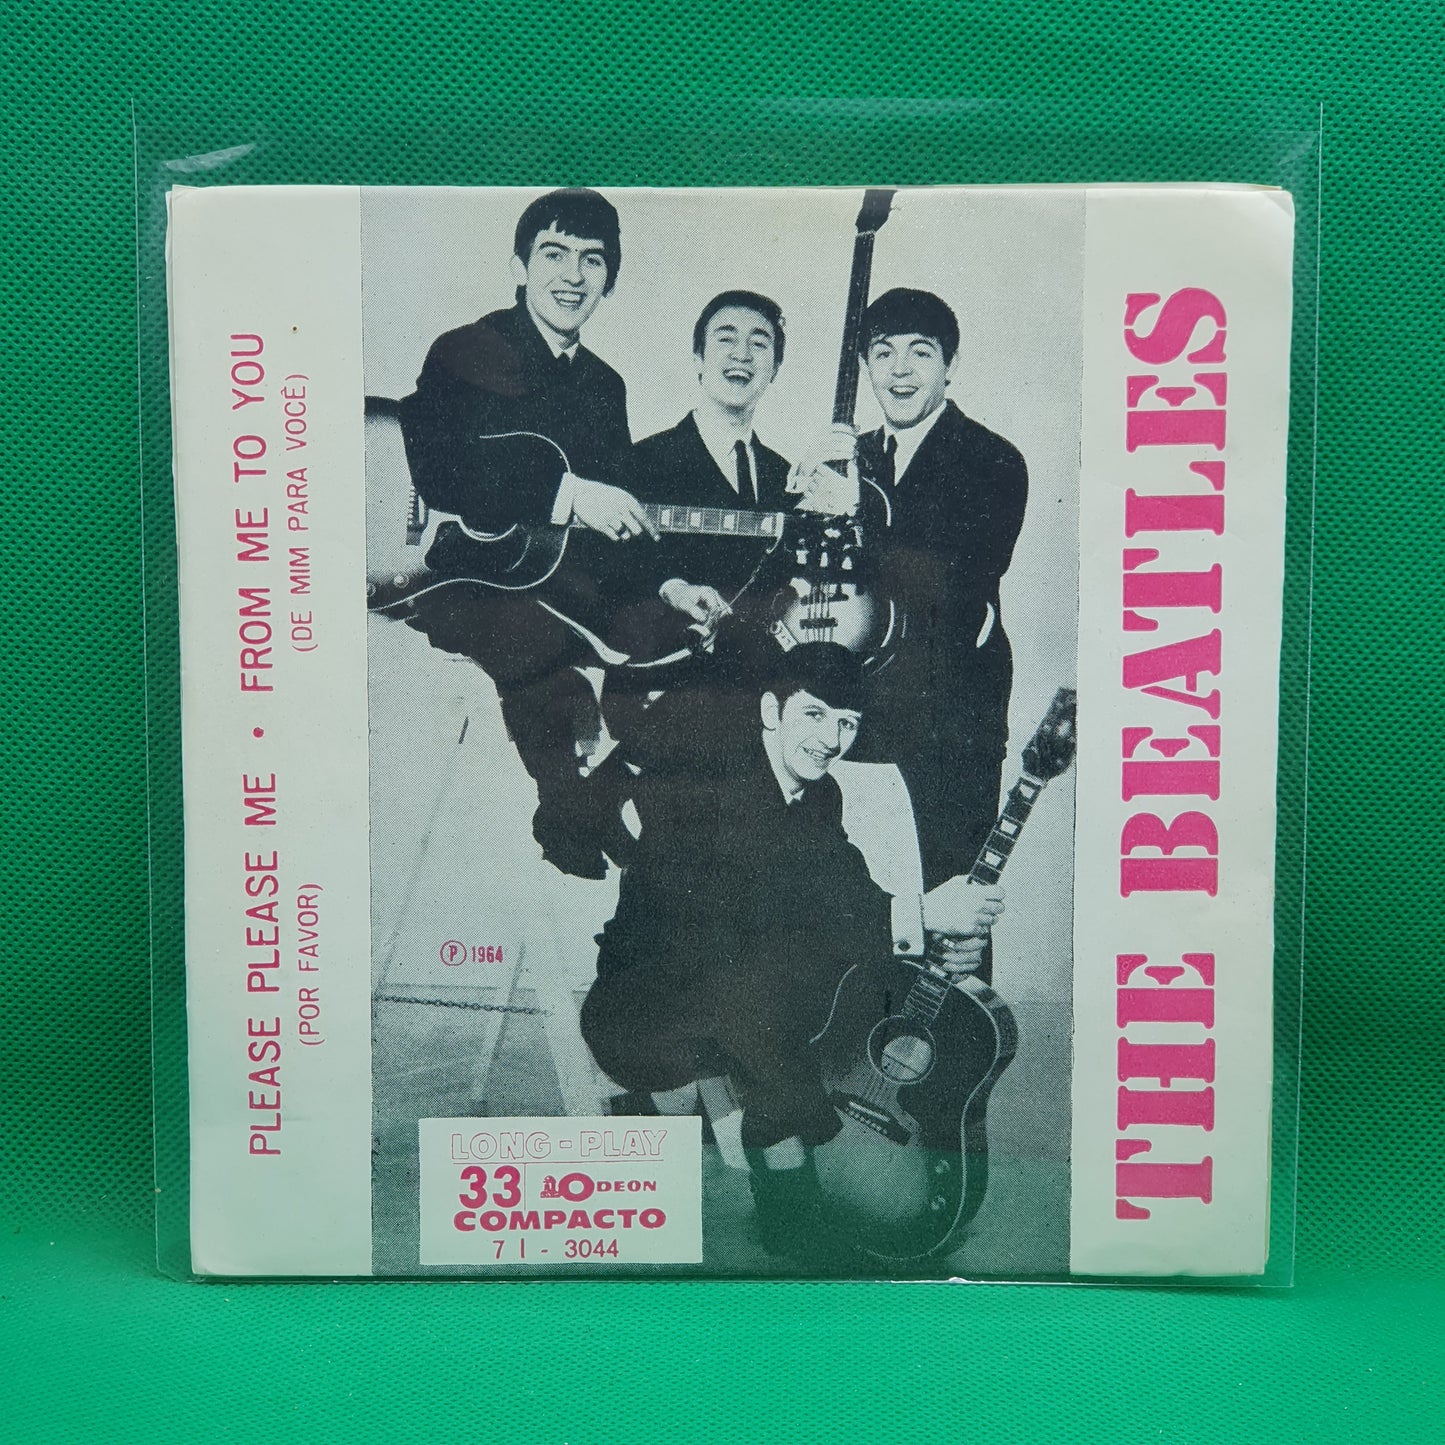 PLEASE PLEASE ME • FROM ME TO YOU
(POR FAVOR) (DE MIM PARA VOCÈ)
THE BEATLES
℗ 1964
LONG-PLAY
33 ODEON
COMPACTO
7 I - 3044